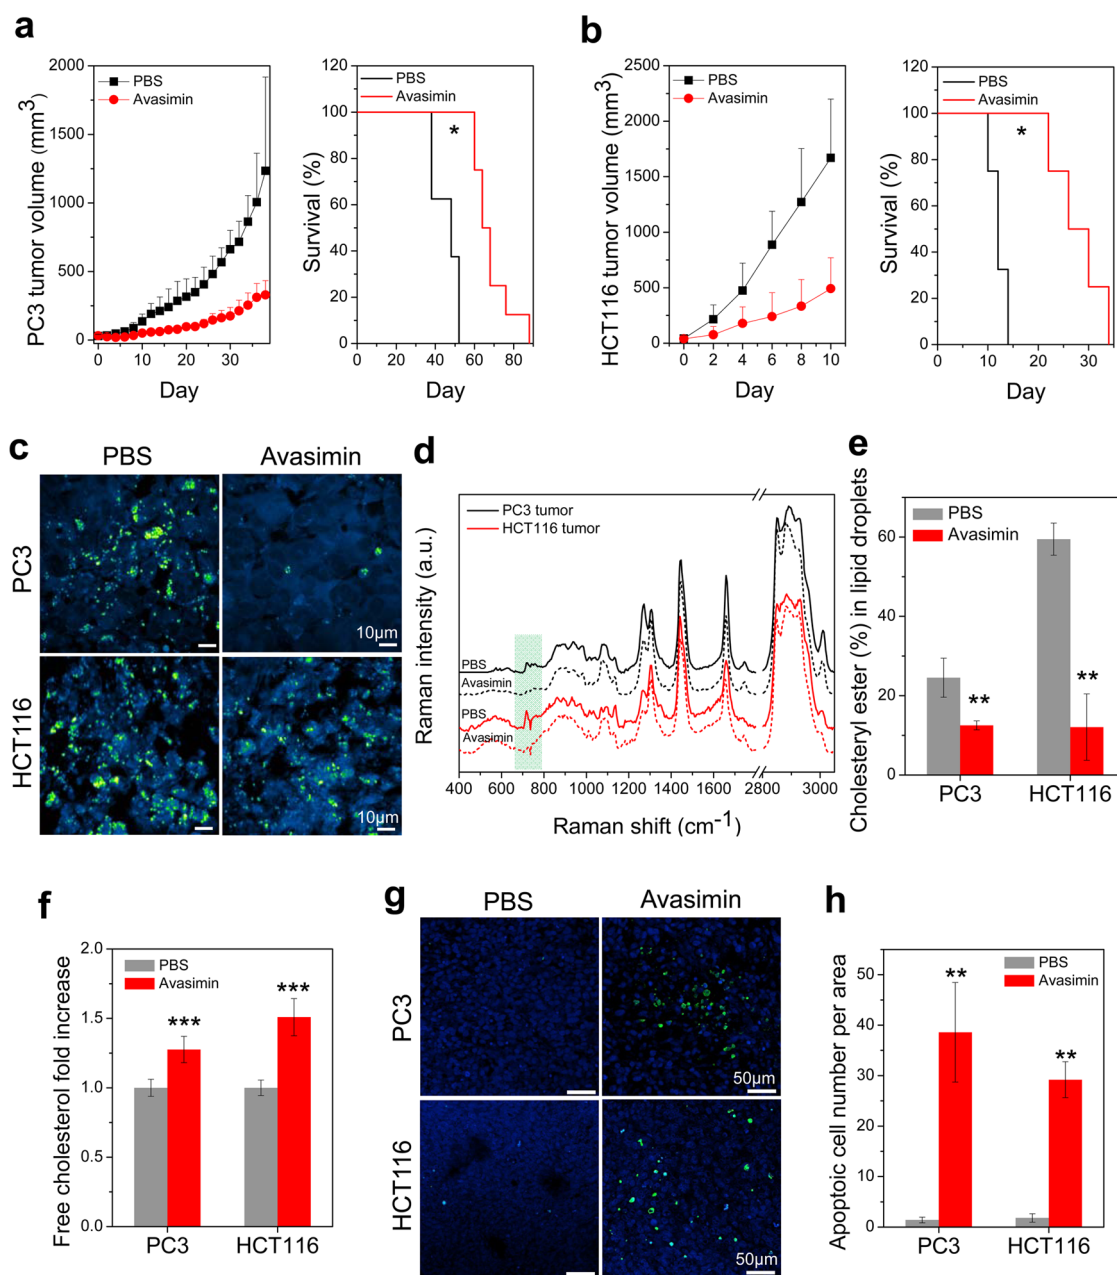 a
PC3 tumor volume (mm3)
2000
1500
1000
500
0
PBS
Avasimin
0 10 20 30
Day
Survival (%)
120
100
80
60
40
20
0
PBS
Avasimin
*
0 20 40 60 80
Day
b
HCT116 tumor volume (mm3)
2500
2000
1500
1000
500
0
PBS
Avasimin
0 2 4 6 8 10
Day
Survival (%)
120
100
80
60
40
20
0
PBS
Avasimin
*
0 10 20 30
Day
c
PBS Avasimin
PC3
10µm
HCT116
10µm
d
Raman intensity (a.u.)
PC3 tumor
HCT116 tumor
PBS
Avasimin
PBS
Avasimin
400 600 800 1000 1200 1400 1600 2800 3000
Raman shift (cm-1)
e
Cholesteryl ester (%) in lipid droplets
60
40
20
0
PBS
Avasimin
**
**
PC3 HCT116
f
Free cholesterol fold increase
2.0
1.5
1.0
0.5
0.0
PBS
Avasimin
***
***
PC3 HCT116
g
PBS Avasimin
PC3
50µm
HCT116
50µm
h
Apoptoic cell number per area
50
40
30
20
10
0
PBS
Avasimin
**
**
PC3 HCT116